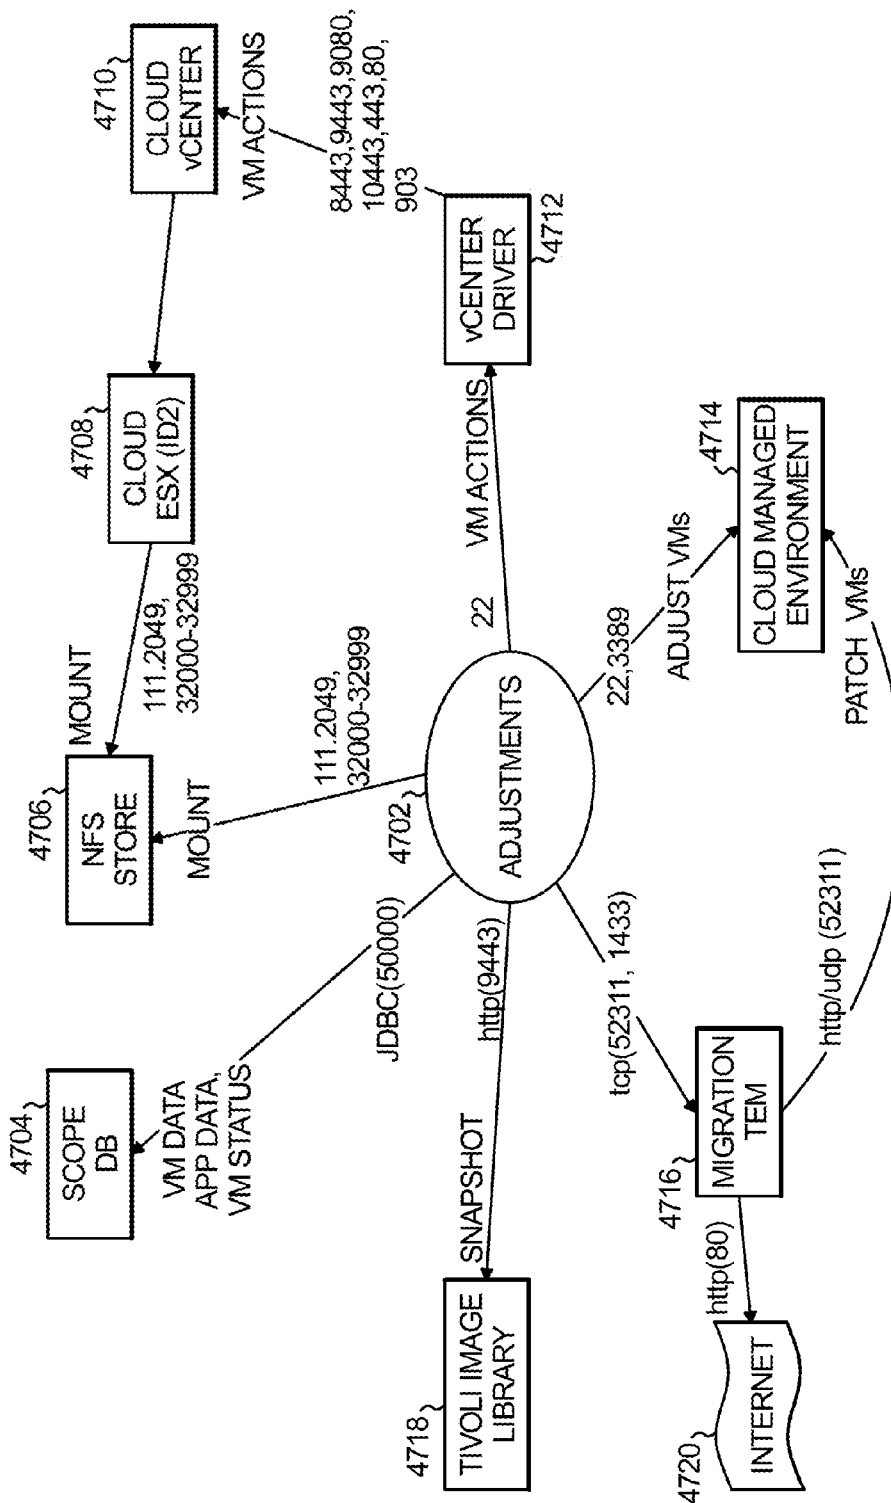 4704
SCOPE
DB
VM DATA
APP DATA,
VM STATUS
JDBC(50000)
4706
NFS
STORE
MOUNT
MOUNT
111.2049,
32000-32999
111.2049,
32000-32999
4708
CLOUD
ESX (ID2)
4710
CLOUD
vCENTER
VM ACTIONS
8443,9443,9080,
10443,443,80,
903
4718
TIVOLI IMAGE
LIBRARY
SNAPSHOT
http(9443)
4702
ADJUSTMENTS
22
VM ACTIONS
vCENTER
DRIVER
4712
4720
INTERNET
http(80)
4716
MIGRATION
TEM
tcp(52311, 1433)
http/udp (52311)
22,3389
ADJUST VMs
PATCH VMs
4714
CLOUD MANAGED
ENVIRONMENT